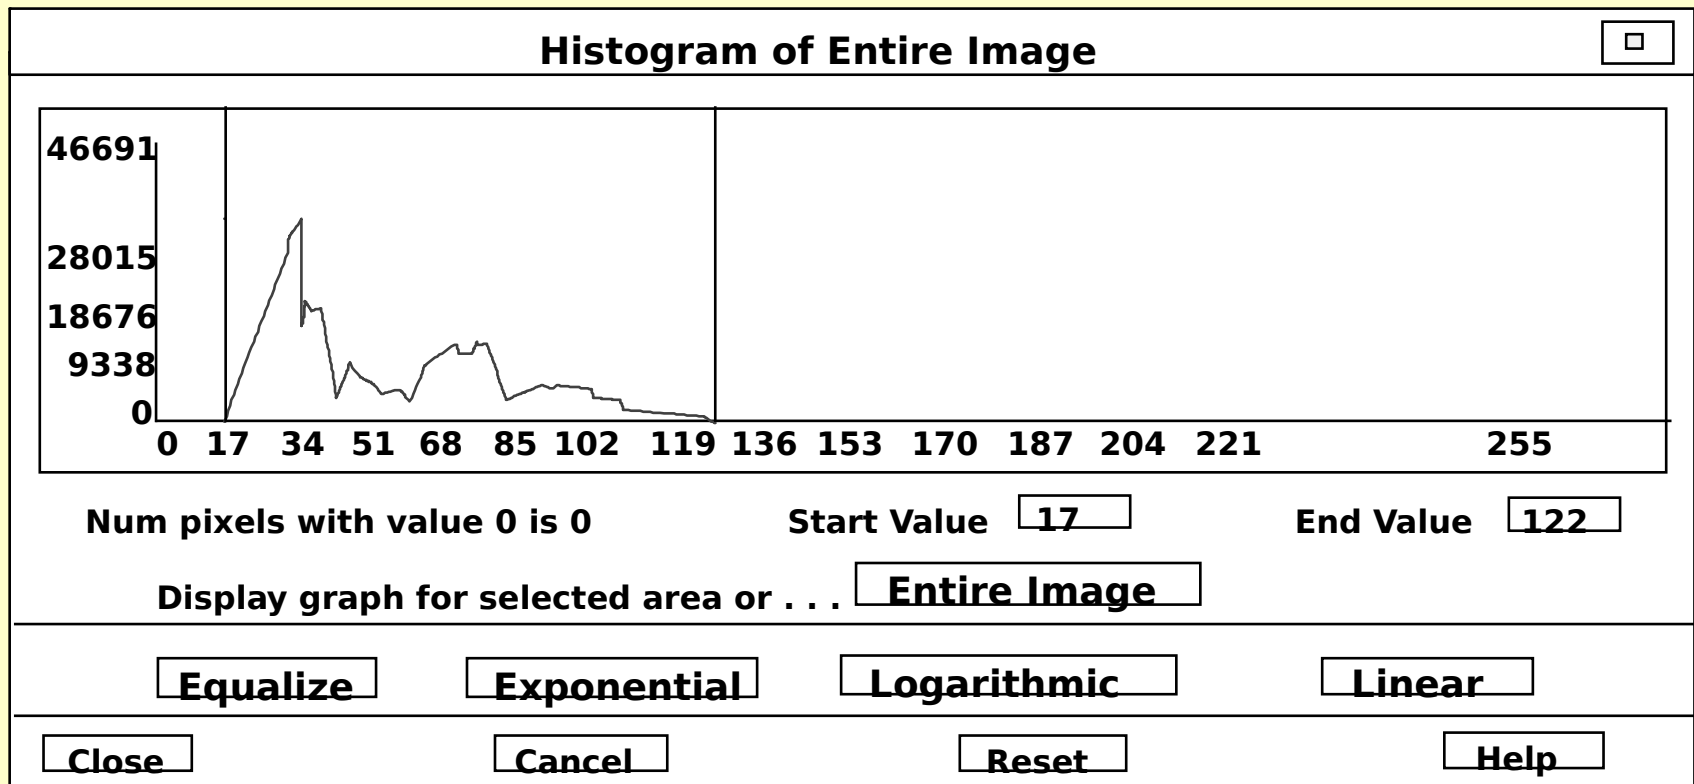 Histogram of Entire Image
46691
28015
18676
9338
0
0 17 34 51 68 85 102 119 136 153 170 187 204 221 255
Num pixels with value 0 is 0 Start Value 17 End Value 122
Display graph for selected area or . . . Entire Image
Equalize Exponential Logarithmic Linear
Close Cancel Reset Help